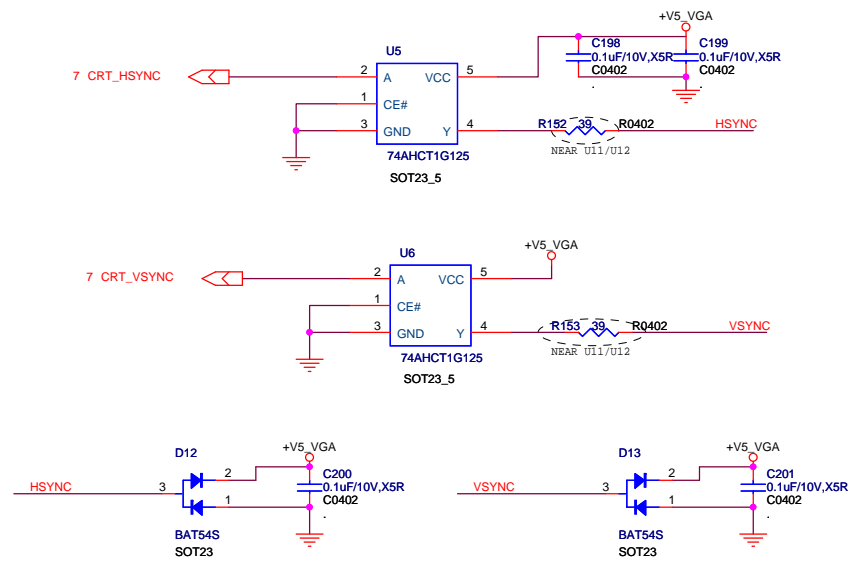 +V5_VGA
U5
C198
C199
0.1uF/10V,X5R
0.1uF/10V,X5R
7 CRT_HSYNC
2
A
VCC
5
C0402
C0402
.
.
1
CE#
3
GND
Y
4
R152
39
R0402
HSYNC
NEAR U11/U12
74AHCT1G125
SOT23_5
+V5_VGA
U6
7 CRT_VSYNC
2
A
VCC
5
1
CE#
3
GND
Y
4
R153
39
R0402
VSYNC
NEAR U11/U12
74AHCT1G125
SOT23_5
D12
+V5_VGA
2
C200
0.1uF/10V,X5R
HSYNC
3
1
C0402
.
BAT54S
SOT23
D13
+V5_VGA
2
C201
0.1uF/10V,X5R
VSYNC
3
1
C0402
.
BAT54S
SOT23